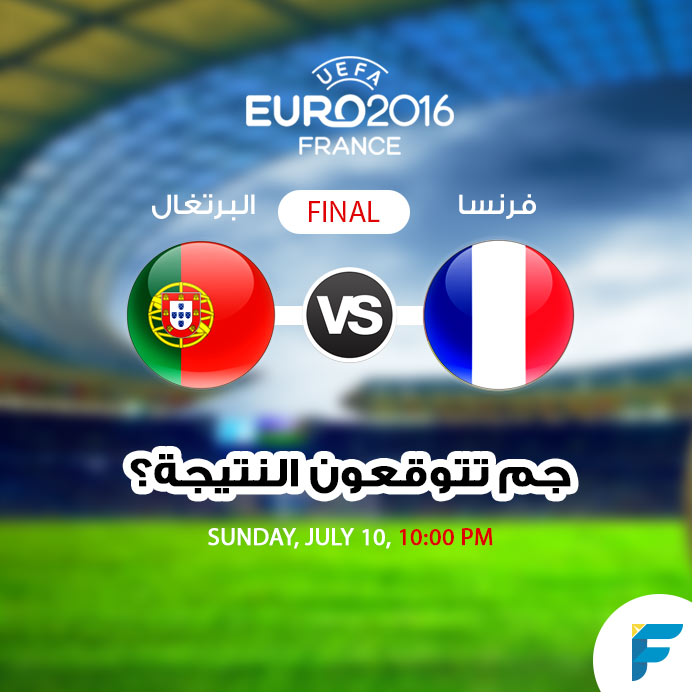 UEFA
EURO2016
FRANCE
البرتغال FINAL فرنسا
VS
جم تتوقعون النتيجة؟
SUNDAY, JULY 10, 10:00 PM
F